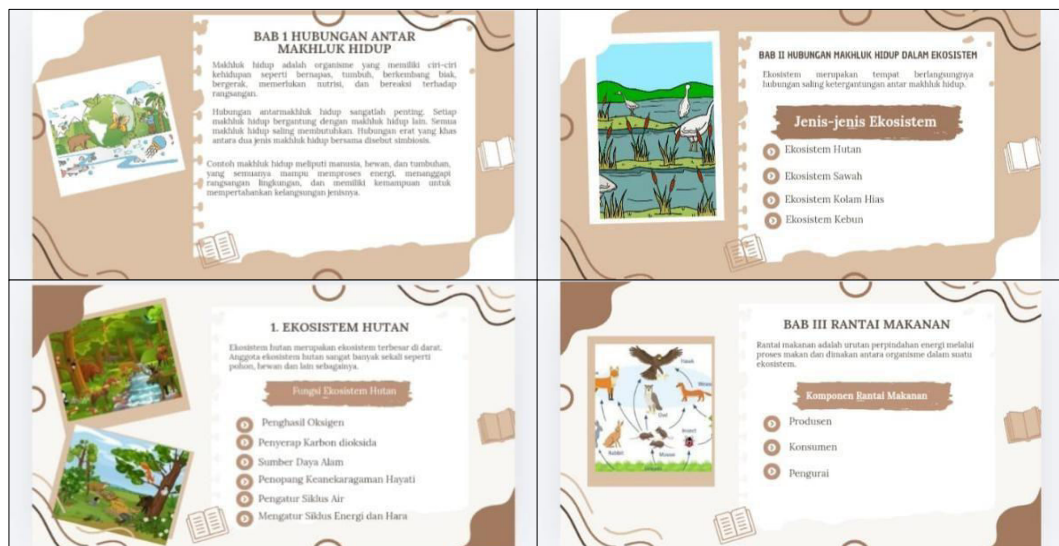 BAB 1 HUBUNGAN ANTAR
MAKHLUK HIDUP
Makhluk hidup adalah organisme yang memiliki ciri-ciri
kehidupan seperti bernapas, tumbuh, berkembang biak,
bergerak, memerlukan nutrisi, dan bereaksi terhadap
rangsangan.
Hubungan antarmakhluk hidup sangatlah penting. Setiap
makhluk hidup bergantung dengan makhluk hidup lain. Semua
makhluk hidup saling membutuhkan. Hubungan erat yang khas
antara dua jenis makhluk hidup bersama disebut simbiosis.
Contoh makhluk hidup meliputi manusia, hewan, dan tumbuhan,
yang semuanya mampu memproses energi, menanggapi
rangsangan lingkungan, dan memiliki kemampuan untuk
mempertahankan kelangsungan jenisnya.
BAB II HUBUNGAN MAKHLUK HIDUP DALAM EKOSISTEM
Ekosistem merupakan tempat berlangsungnya
hubungan saling ketergantungan antar makhluk hidup.
Jenis-jenis Ekosistem
Ekosistem Hutan
Ekosistem Sawah
Ekosistem Kolam Hias
Ekosistem Kebun
1. EKOSISTEM HUTAN
Ekosistem hutan merupakan ekosistem terbesar di darat.
Anggota ekosistem hutan sangat banyak sekali seperti
pohon, hewan dan lain sebagainya.
Fungsi Ekosistem Hutan
Penghasil Oksigen
Penyerap Karbon dioksida
Sumber Daya Alam
Penopang Keanekaragaman Hayati
Pengatur Siklus Air
Mengatur Siklus Energi dan Hara
BAB III RANTAI MAKANAN
Rantai makanan adalah urutan perpindahan energi melalui
proses makan dan dimakan antara organisme dalam suatu
ekosistem.
Komponen Rantai Makanan
Produsen
Konsumen
Pengurai
Hawk
Owl
Insect
Rabbit
Mouse